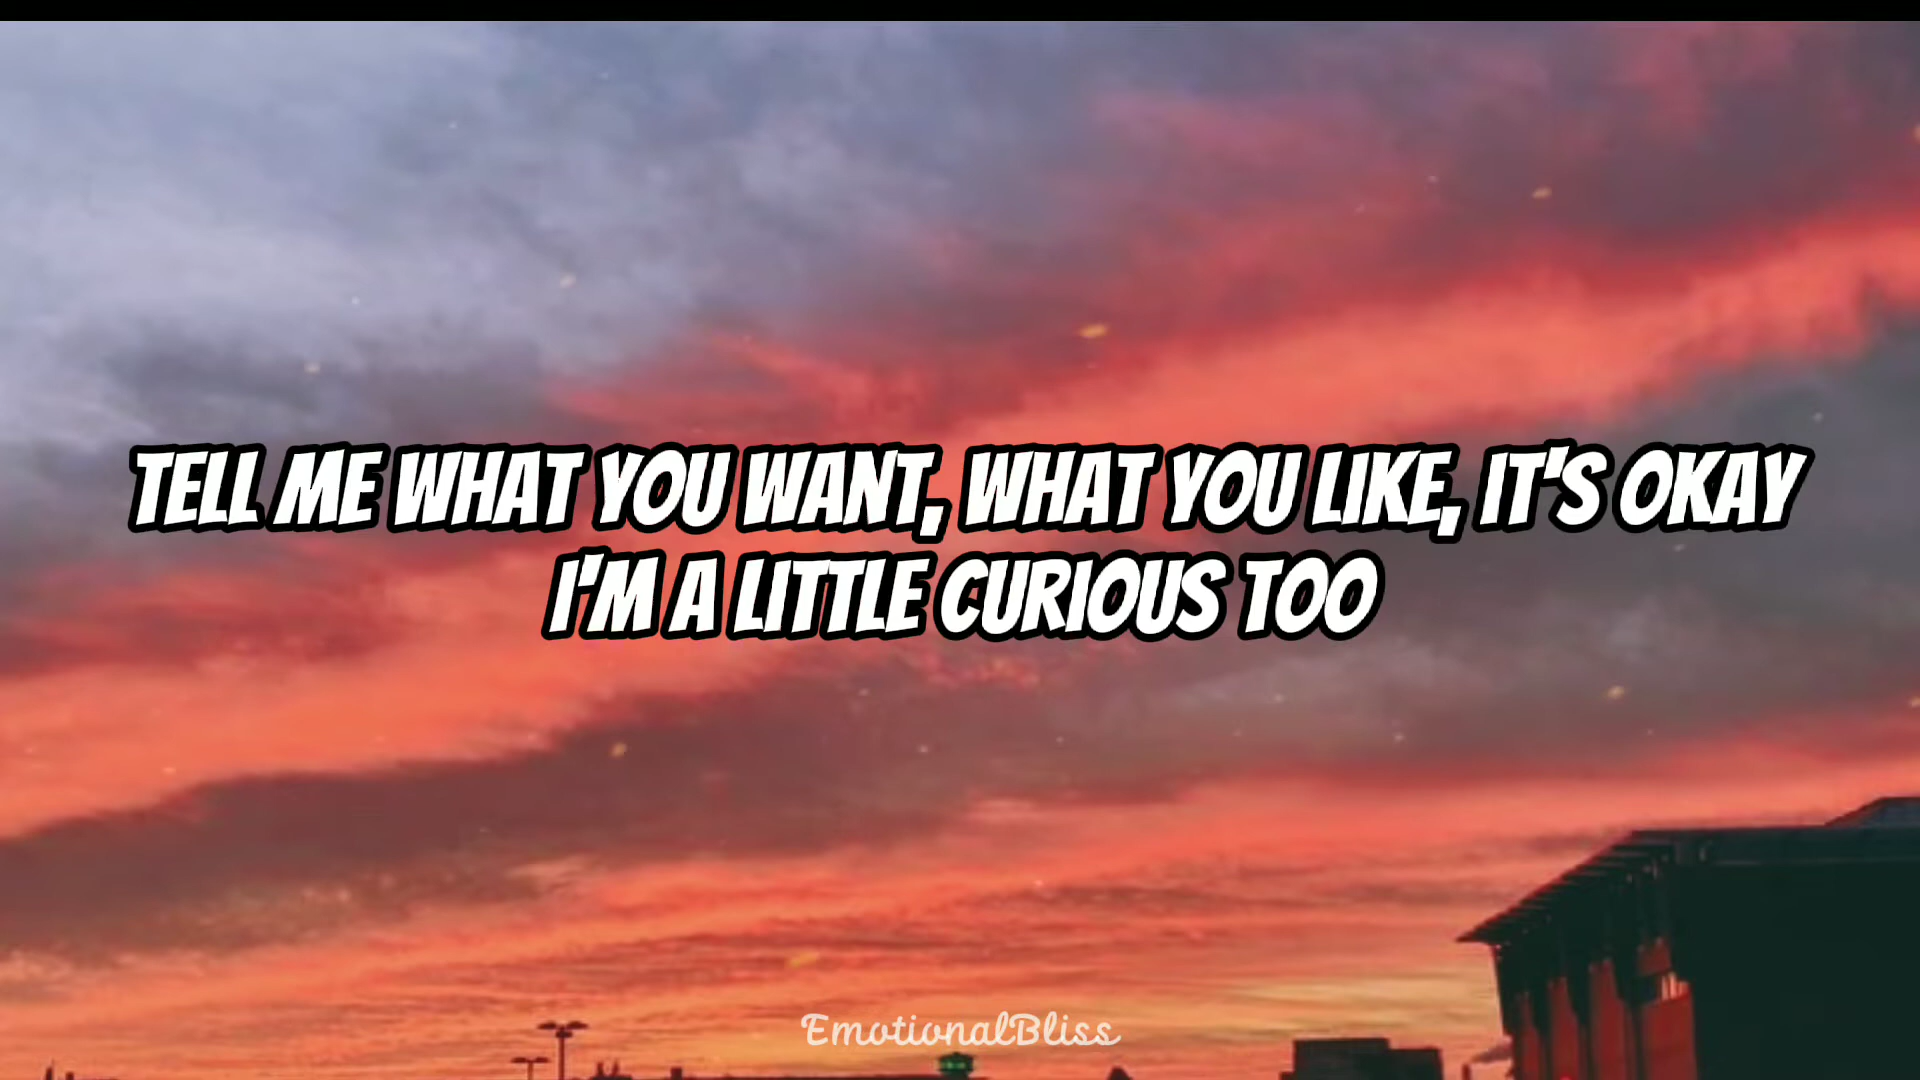 TELL ME WHAT YOU WANT, WHAT YOU LIKE, IT'S OKAY
I'M A LITTLE CURIOUS TOO
EmotionalBliss